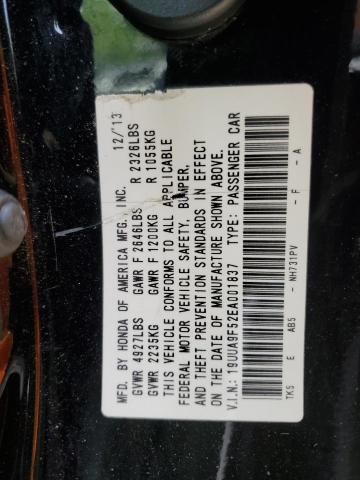 MFD. BY HONDA OF AMERICA MFG., INC. 12/'13
GVWR 4927LBS GAWR F 2646LBS R 2326LBS
GVWR 2235KG GAWR F 1200KG R 1055KG
THIS VEHICLE CONFORMS TO ALL APPLICABLE
FEDERAL MOTOR VEHICLE SAFETY, BUMPER,
AND THEFT PREVENTION STANDARDS IN EFFECT
ON THE DATE OF MANUFACTURE SHOWN ABOVE.
V.I.N.: 19UUA9F52EA001837 TYPE: PASSENGER CAR
TK5 E AB5 - NH731PV - F - A